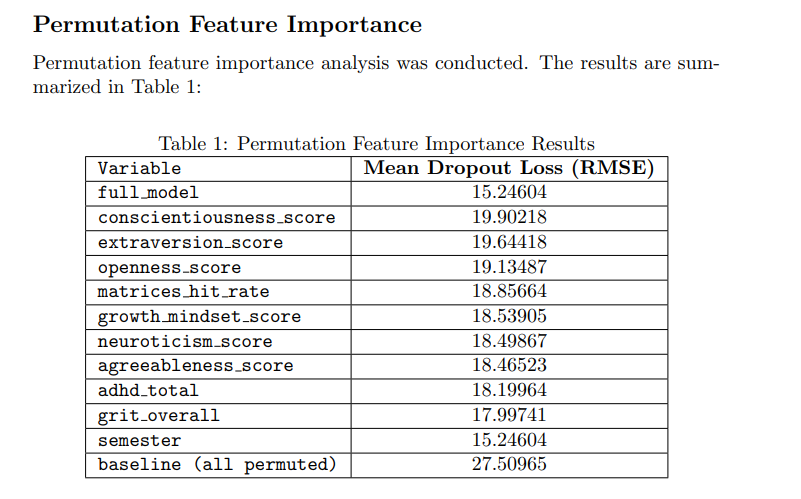 Permutation Feature Importance
Permutation feature importance analysis was conducted. The results are sum-
marized in Table 1:
Table 1: Permutation Feature Importance Results
Variable Mean Dropout Loss (RMSE)
full_model 15.24604
conscientiousness_score 19.90218
extraversion_score 19.64418
openness_score 19.13487
matrices_hit_rate 18.85664
growth_mindset_score 18.53905
neuroticism_score 18.49867
agreeableness_score 18.46523
adhd_total 18.19964
grit_overall 17.99741
semester 15.24604
baseline (all permuted) 27.50965